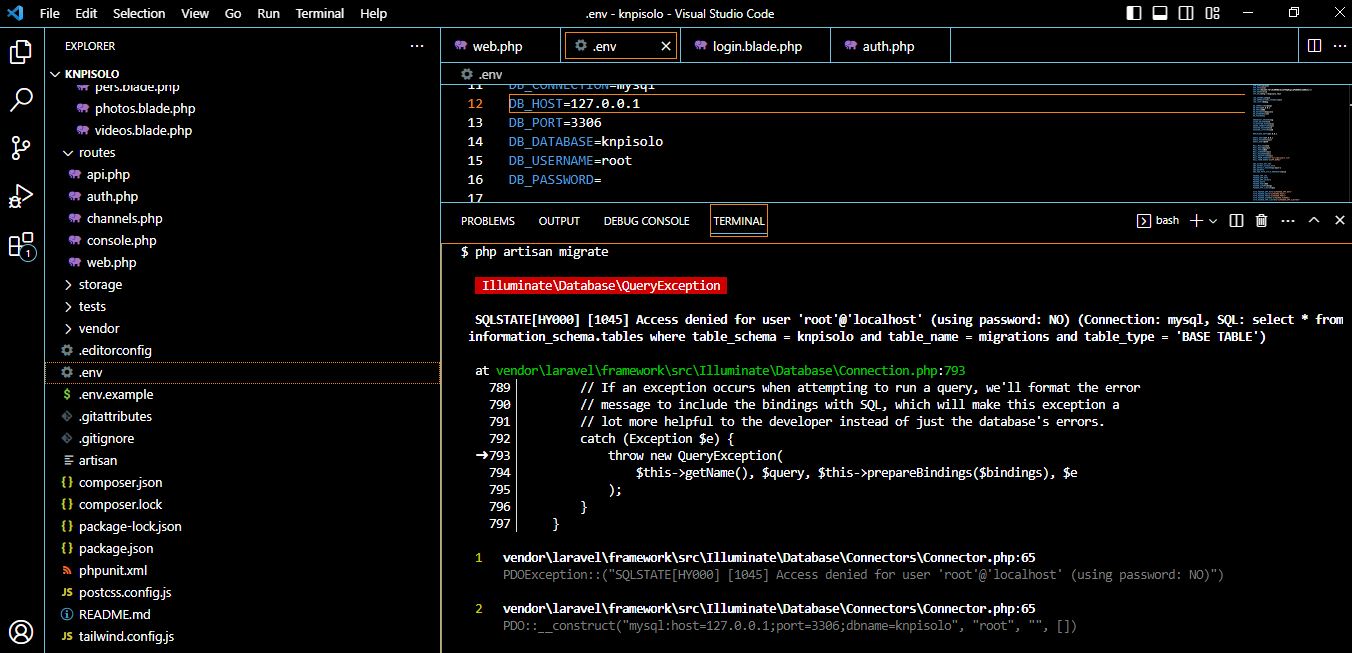 File Edit Selection View Go Run Terminal Help
.env - knpisolo - Visual Studio Code
EXPLORER
KNPISOLO
pers.blade.php
photos.blade.php
videos.blade.php
routes
api.php
auth.php
channels.php
console.php
web.php
storage
tests
vendor
.editorconfig
.env
$ .env.example
.gitattributes
.gitignore
artisan
{} composer.json
{} composer.lock
{} package-lock.json
{} package.json
phpunit.xml
JS postcss.config.js
README.md
JS tailwind.config.js
1
web.php
.env
login.blade.php
auth.php
.env
11 DB_CONNECTION=mysql
12 DB_HOST=127.0.0.1
13 DB_PORT=3306
14 DB_DATABASE=knpisolo
15 DB_USERNAME=root
16 DB_PASSWORD=
17
PROBLEMS OUTPUT DEBUG CONSOLE TERMINAL
bash
$ php artisan migrate
Illuminate\Database\QueryException
SQLSTATE[HY000] [1045] Access denied for user 'root'@'localhost' (using password: NO) (Connection: mysql, SQL: select * from
information_schema.tables where table_schema = knpisolo and table_name = migrations and table_type = 'BASE TABLE')
at vendor\laravel\framework\src\Illuminate\Database\Connection.php:793
789 // If an exception occurs when attempting to run a query, we'll format the error
790 // message to include the bindings with SQL, which will make this exception a
791 // lot more helpful to the developer instead of just the database's errors.
792 catch (Exception $e) {
➜793 throw new QueryException(
794 $this->getName(), $query, $this->prepareBindings($bindings), $e
795 );
796 }
797 }
1 vendor\laravel\framework\src\Illuminate\Database\Connectors\Connector.php:65
PDOException::("SQLSTATE[HY000] [1045] Access denied for user 'root'@'localhost' (using password: NO)")
2 vendor\laravel\framework\src\Illuminate\Database\Connectors\Connector.php:65
PDO::__construct("mysql:host=127.0.0.1;port=3306;dbname=knpisolo", "root", "", [])